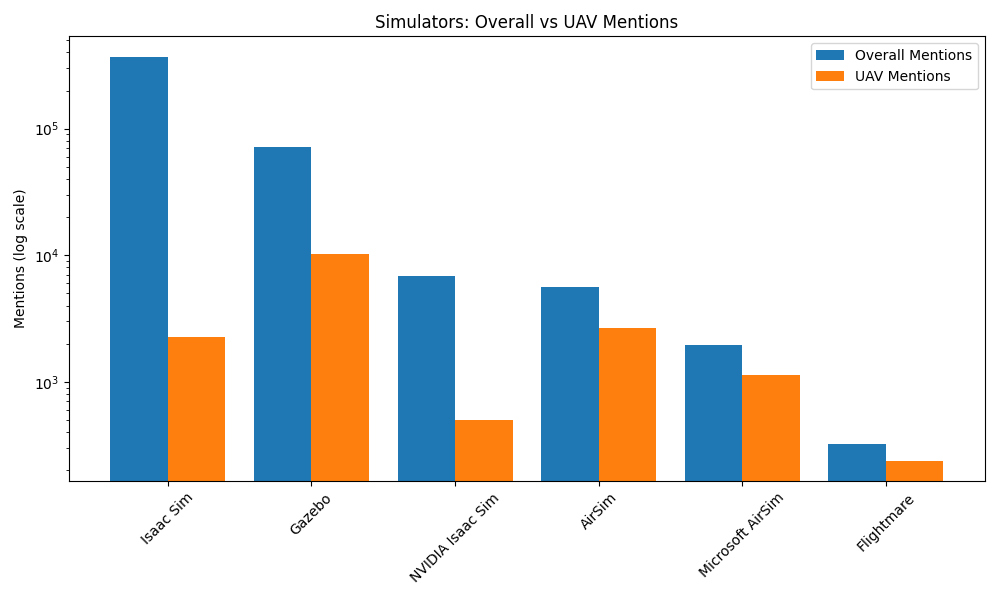 Simulators: Overall vs UAV Mentions
Overall Mentions
UAV Mentions
Mentions (log scale)
10⁵
10⁴
10³
Isaac Sim
Gazebo
NVIDIA Isaac Sim
AirSim
Microsoft AirSim
Flightmare